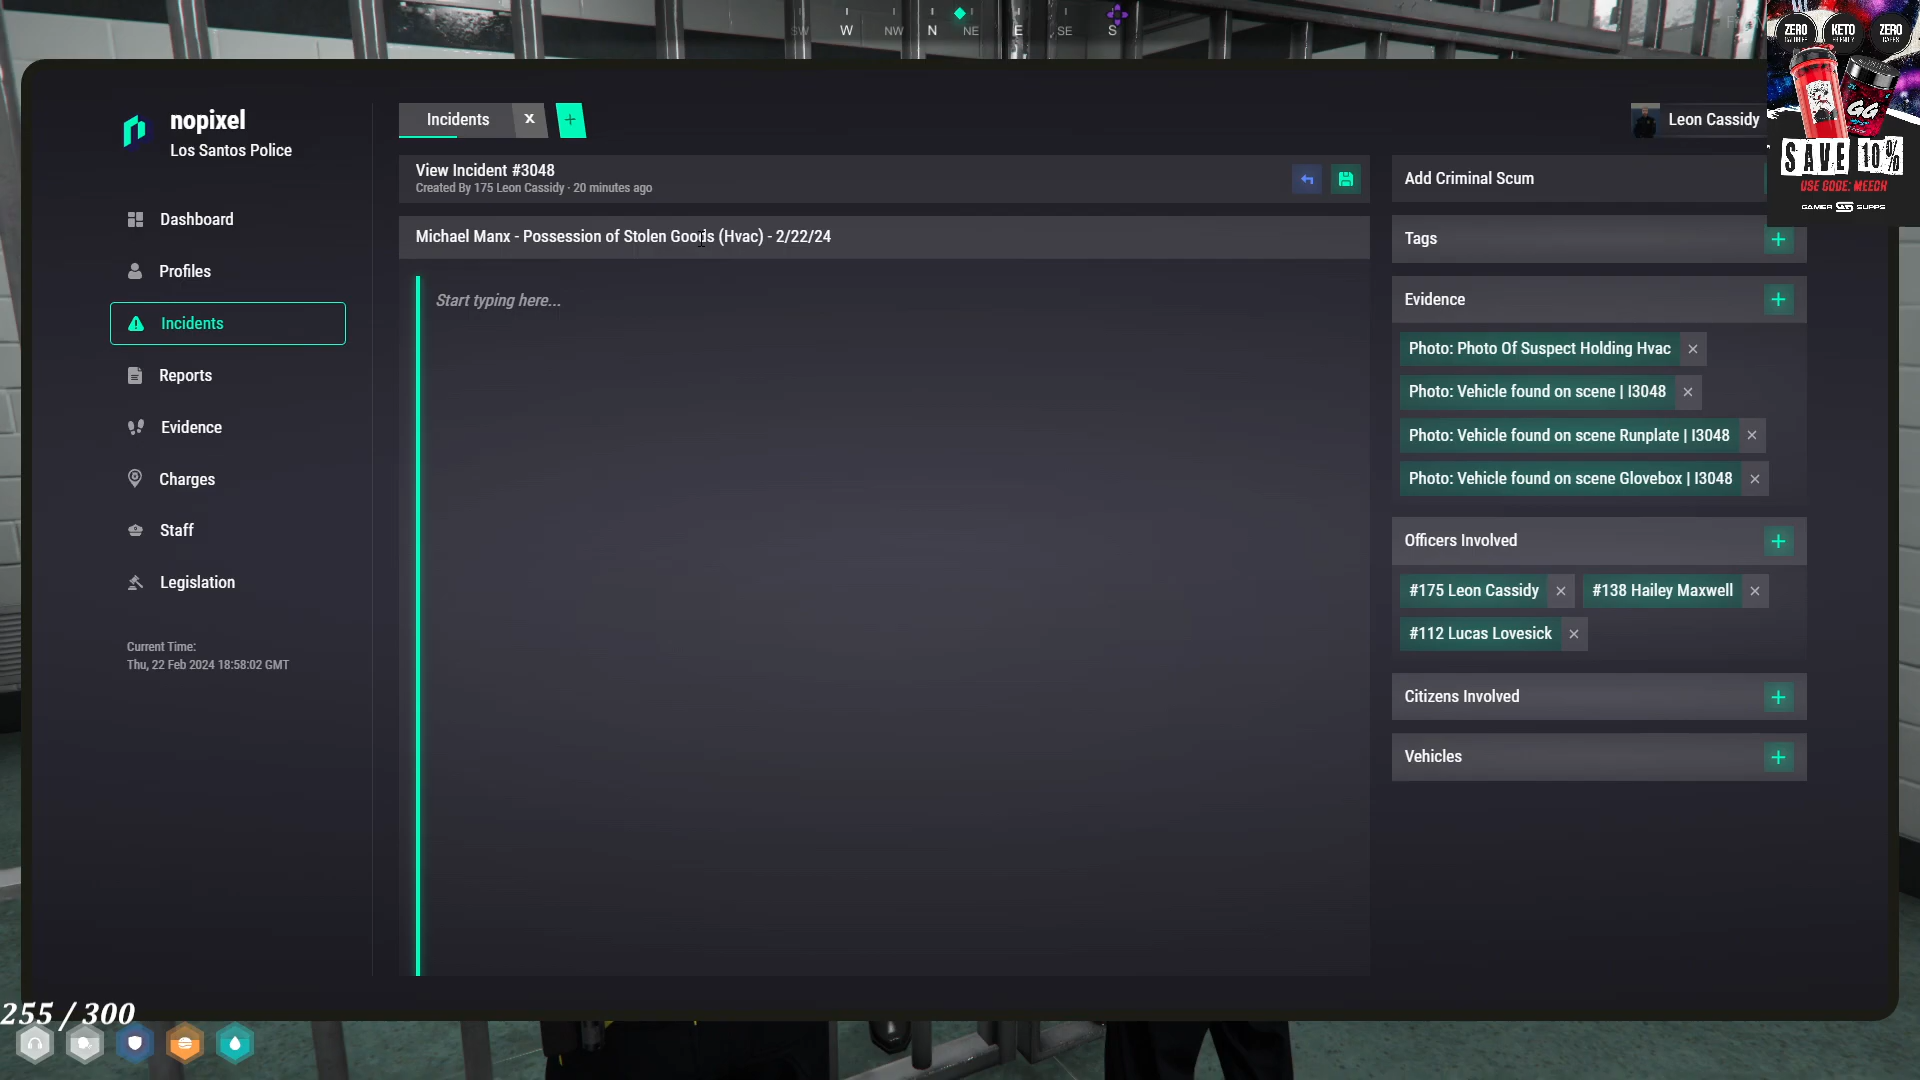 SW W NW N NE E SE S
nopixel
Los Santos Police
Dashboard
Profiles
Incidents
Reports
Evidence
Charges
Staff
Legislation
Current Time:
Thu, 22 Feb 2024 18:58:02 GMT
Incidents x +
View Incident #3048
Created By 175 Leon Cassidy · 20 minutes ago
Michael Manx - Possession of Stolen Goods (Hvac) - 2/22/24
Start typing here...
Leon Cassidy
Add Criminal Scum
Tags +
Evidence +
Photo: Photo Of Suspect Holding Hvac ×
Photo: Vehicle found on scene | I3048 ×
Photo: Vehicle found on scene Runplate | I3048 ×
Photo: Vehicle found on scene Glovebox | I3048 ×
Officers Involved +
#175 Leon Cassidy × #138 Hailey Maxwell ×
#112 Lucas Lovesick ×
Citizens Involved +
Vehicles +
ZERO KETO ZERO
GG
SAVE 10%
USE CODE: MEECH
GAMER SUPPS
255 / 300